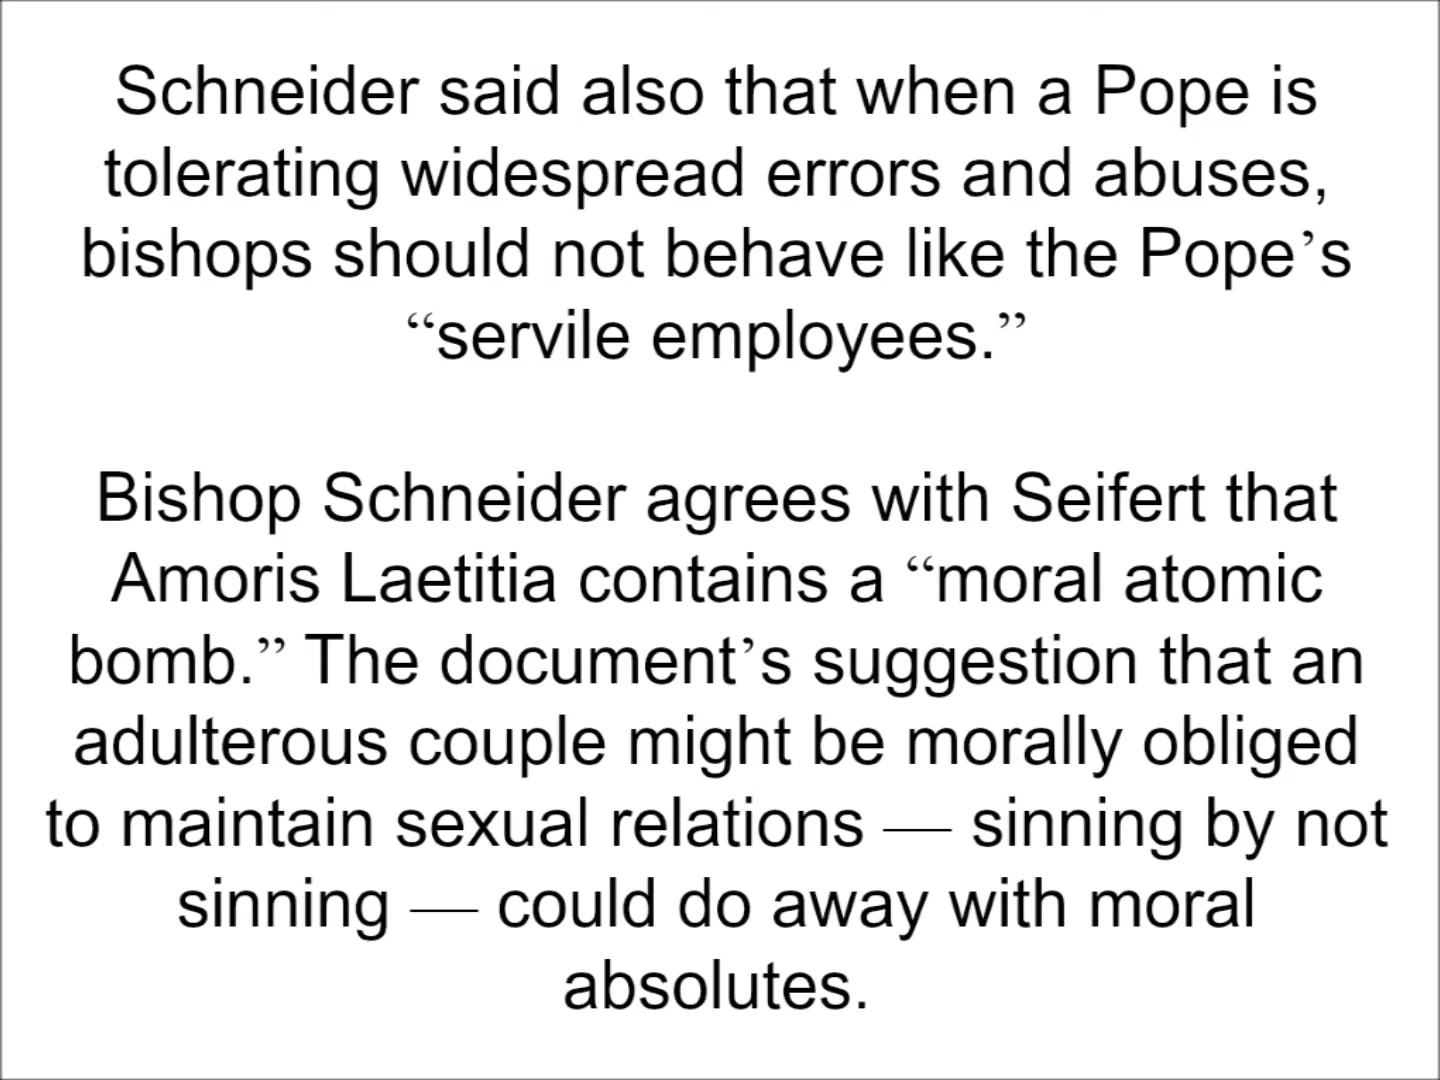 Schneider said also that when a Pope is
tolerating widespread errors and abuses,
bishops should not behave like the Pope’s
“servile employees.”
Bishop Schneider agrees with Seifert that
Amoris Laetitia contains a “moral atomic
bomb.” The document’s suggestion that an
adulterous couple might be morally obliged
to maintain sexual relations — sinning by not
sinning — could do away with moral
absolutes.